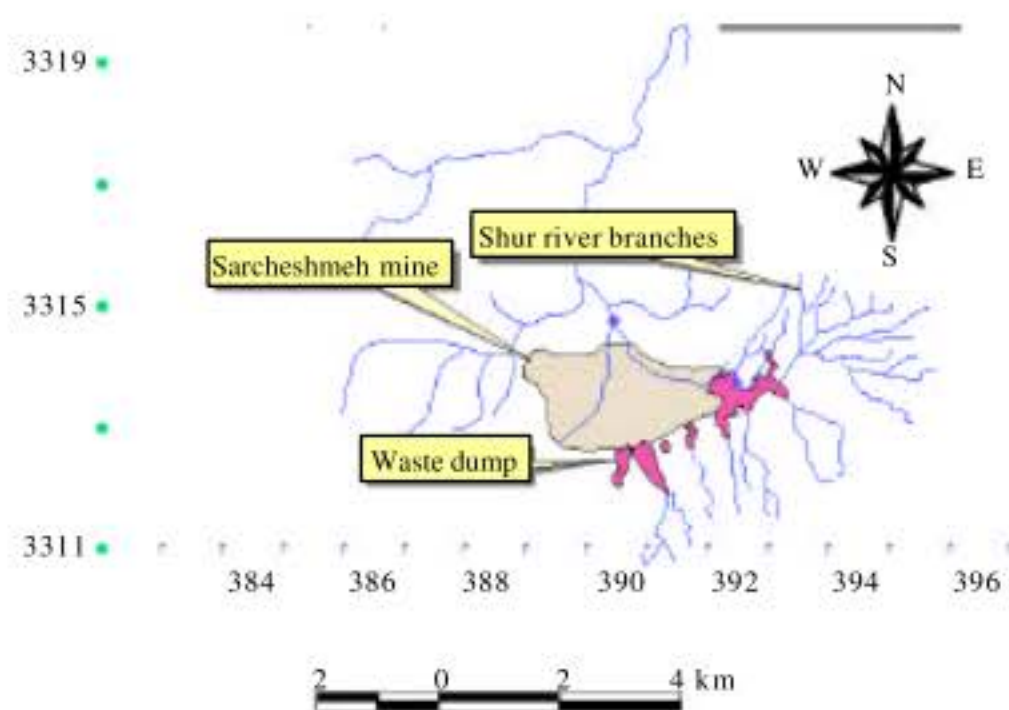 3319
N
W E
S
Shur river branches
Sarcheshmeh mine
3315
Waste dump
3311
384 386 388 390 392 394 396
2 0 2 4 km